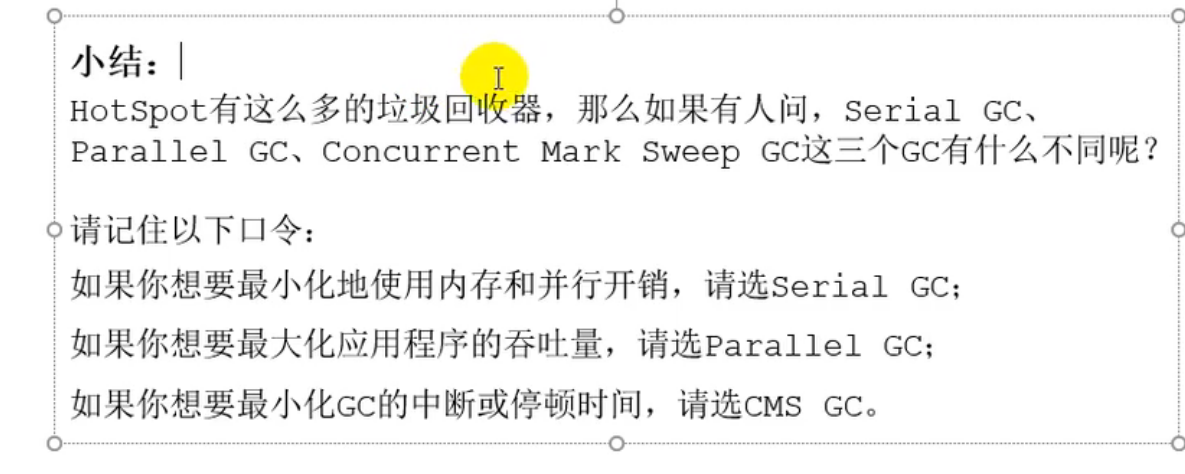 小结：
HotSpot有这么多的垃圾回收器，那么如果有人问，Serial GC、
Parallel GC、Concurrent Mark Sweep GC这三个GC有什么不同呢？
请记住以下口令：
如果你想要最小化地使用内存和并行开销，请选Serial GC；
如果你想要最大化应用程序的吞吐量，请选Parallel GC；
如果你想要最小化GC的中断或停顿时间，请选CMS GC。